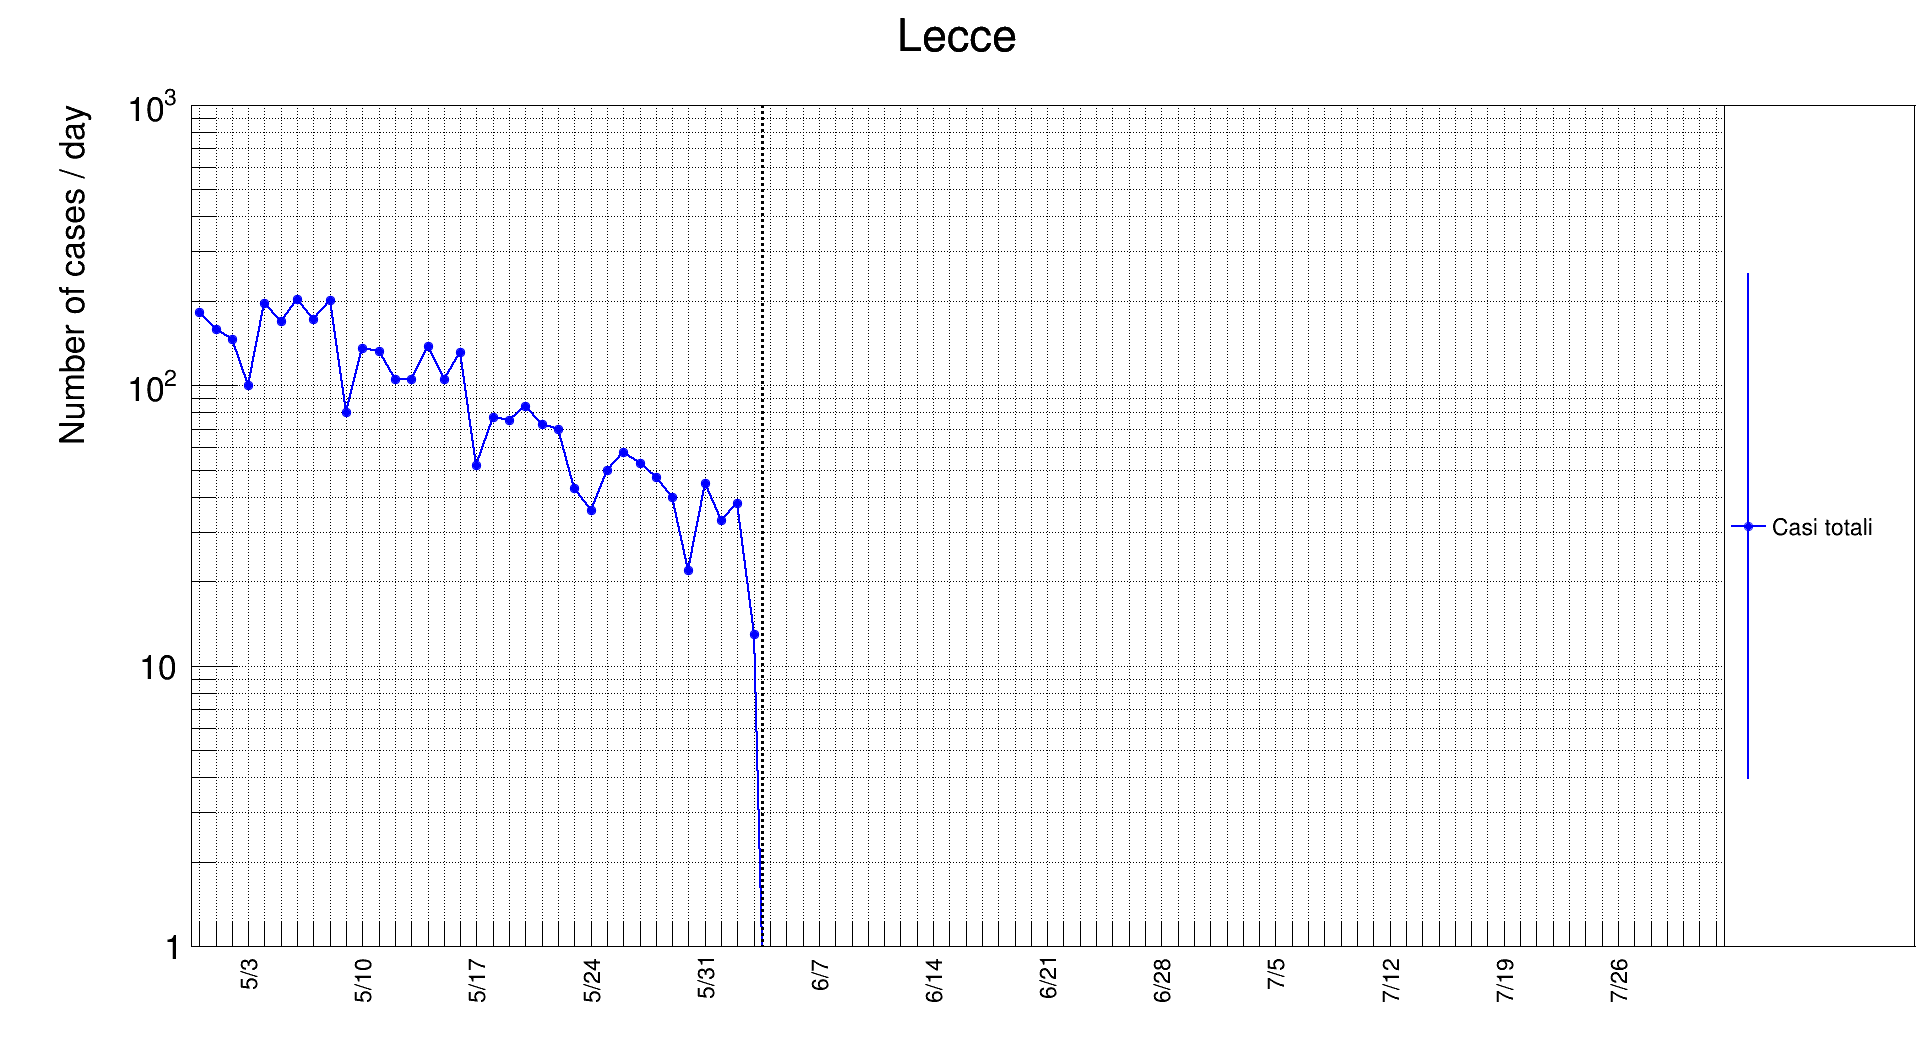 Lecce
Number of cases / day
10³
10²
10
1
5/3 5/10 5/17 5/24 5/31 6/7 6/14 6/21 6/28 7/5 7/12 7/19 7/26
Casi totali